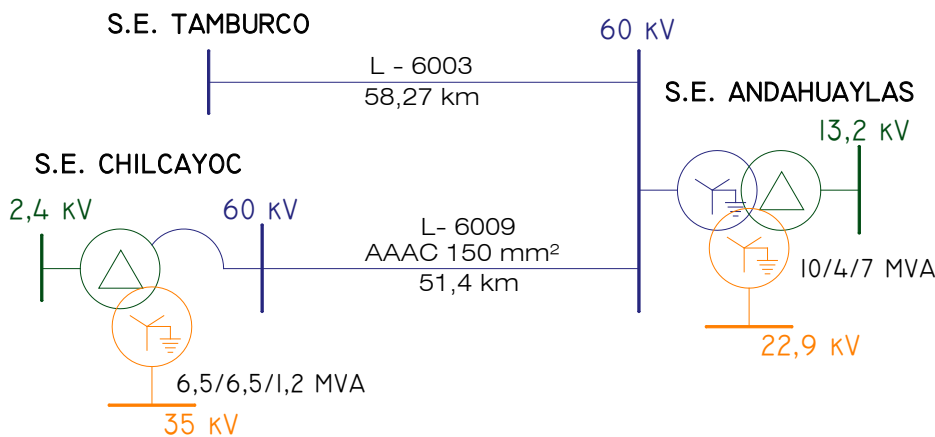 S.E. TAMBURCO
60 kV
L - 6003
58,27 km
S.E. ANDAHUAYLAS
13,2 kV
S.E. CHILCAYOC
2,4 kV
60 kV
L- 6009
AAAC 150 mm²
51,4 km
10/4/7 MVA
22,9 kV
6,5/6,5/1,2 MVA
35 kV